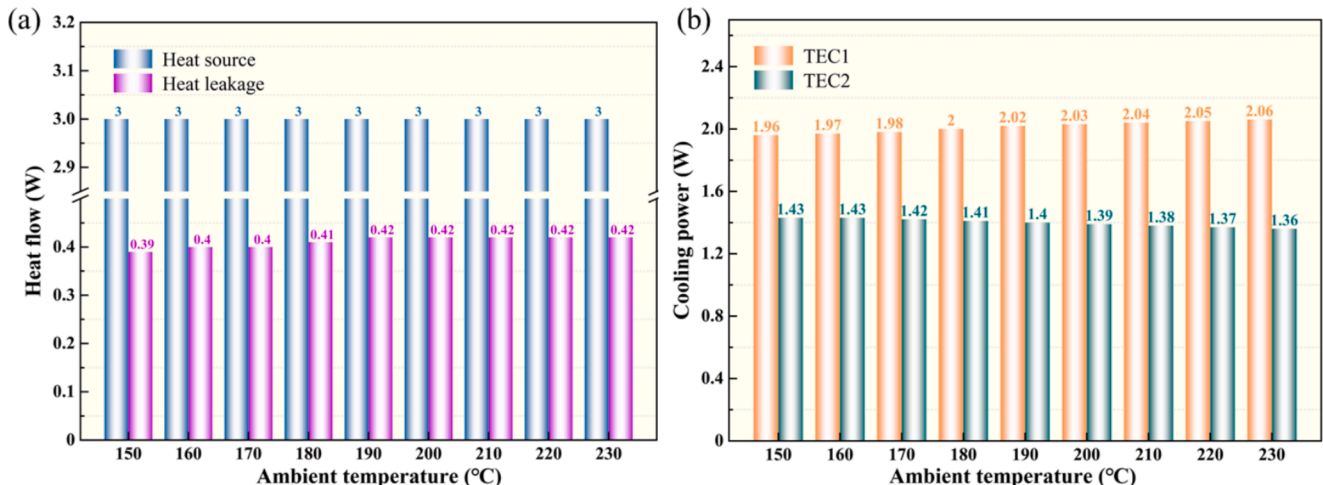 (a)
Heat flow (W)
3.2
3.1
3.0
2.9
0.4
0.3
0.2
0.1
0
Heat source
Heat leakage
3 3 3 3 3 3 3 3 3
0.39 0.4 0.4 0.41 0.42 0.42 0.42 0.42 0.42
150 160 170 180 190 200 210 220 230
Ambient temperature (℃)
(b)
Cooling power (W)
2.4
2.0
1.6
1.2
0.8
0.4
0
TEC1
TEC2
1.96 1.97 1.98 2 2.02 2.03 2.04 2.05 2.06
1.43 1.43 1.42 1.41 1.4 1.39 1.38 1.37 1.36
150 160 170 180 190 200 210 220 230
Ambient temperature (℃)